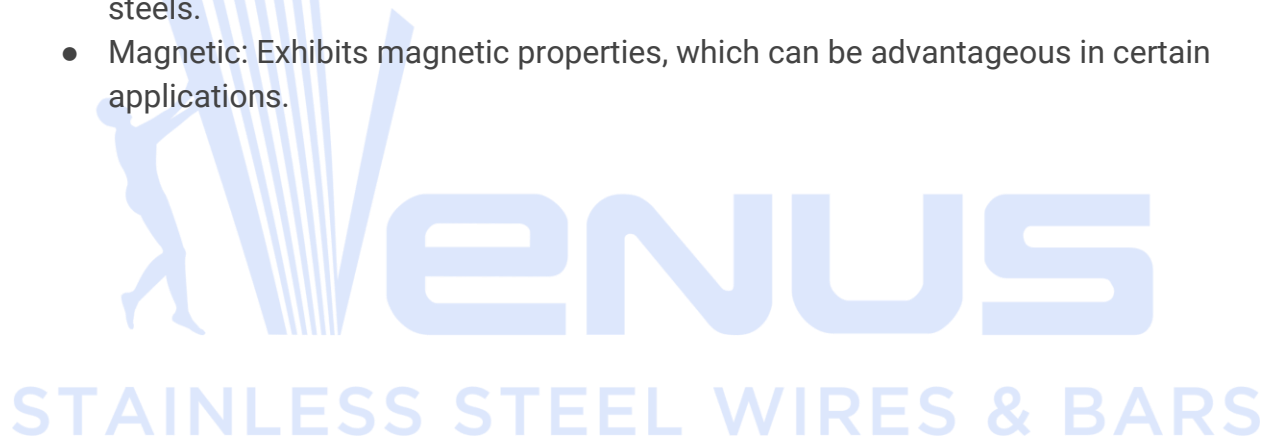 steels.
● Magnetic: Exhibits magnetic properties, which can be advantageous in certain
applications.
VENUS
STAINLESS STEEL WIRES & BARS